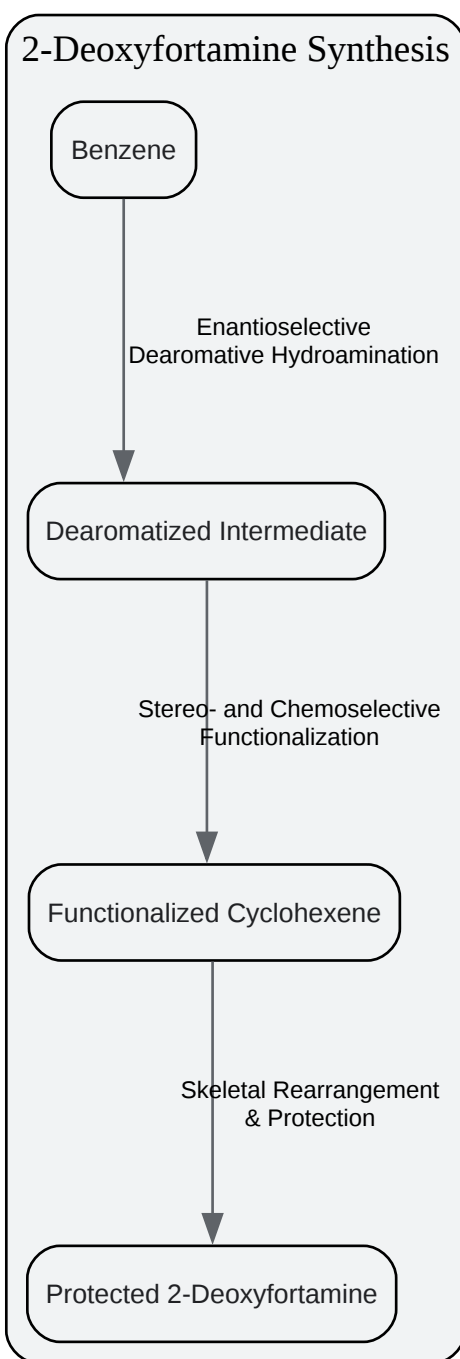 2-Deoxyfortamine Synthesis
Benzene
Enantioselective
Dearomative Hydroamination
Dearomatized Intermediate
Stereo- and Chemoselective
Functionalization
Functionalized Cyclohexene
Skeletal Rearrangement
& Protection
Protected 2-Deoxyfortamine